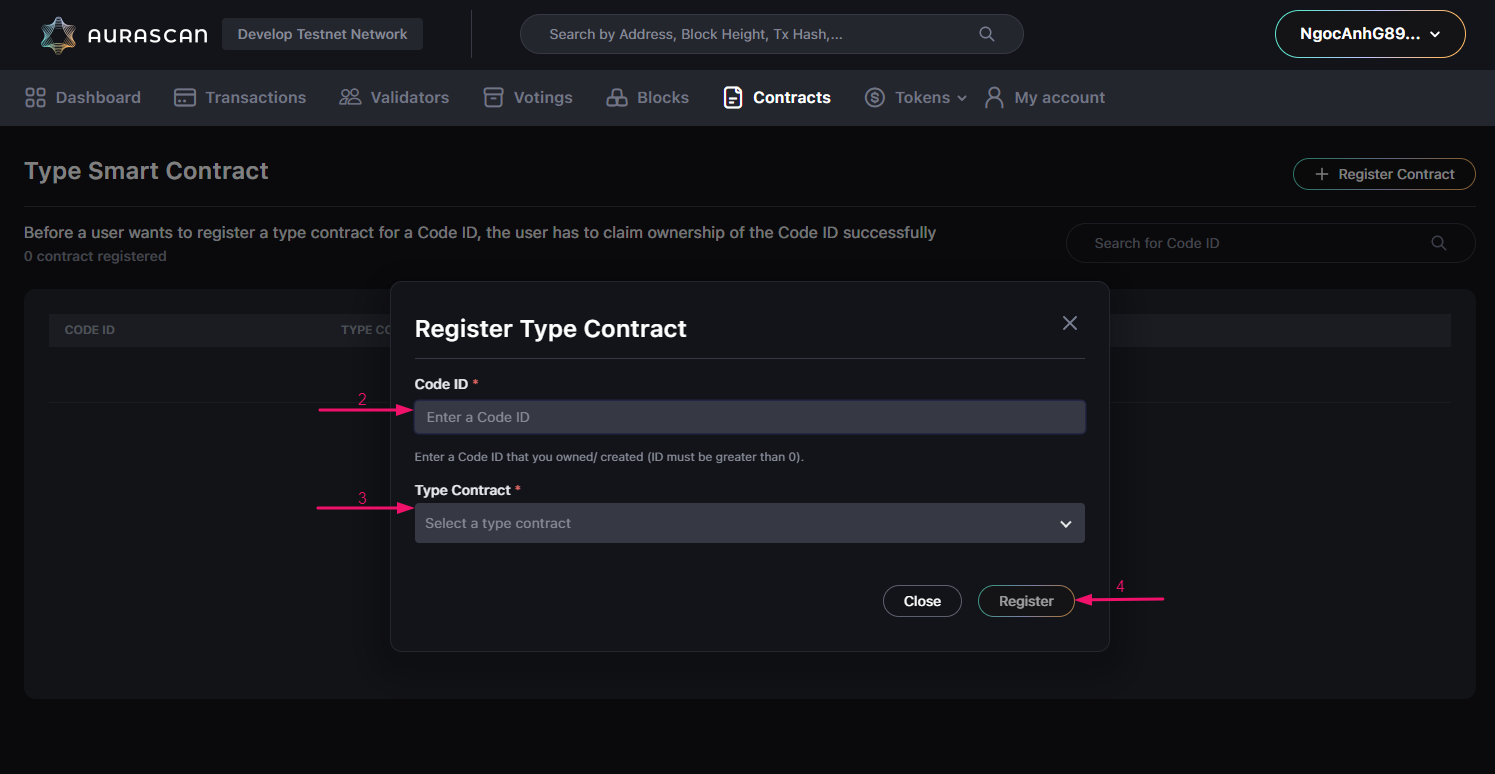 AURASCAN
Develop Testnet Network
Search by Address, Block Height, Tx Hash,...
NgocAnhG89...
Dashboard
Transactions
Validators
Votings
Blocks
Contracts
Tokens
My account
Type Smart Contract
Register Contract
Before a user wants to register a type contract for a Code ID, the user has to claim ownership of the Code ID successfully
0 contract registered
Search for Code ID
CODE ID
TYPE CO
Register Type Contract
Code ID *
2
Enter a Code ID
Enter a Code ID that you owned/ created (ID must be greater than 0).
Type Contract *
3
Select a type contract
Close
Register
4